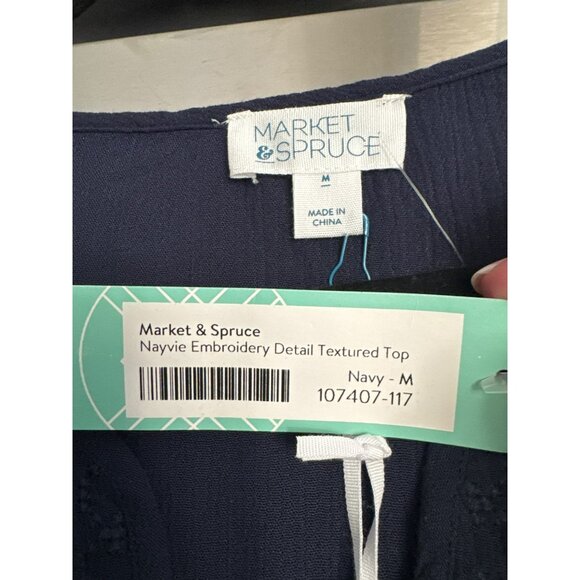 MARKET
&SPRUCE
M
MADE IN
CHINA
Market & Spruce
Nayvie Embroidery Detail Textured Top
Navy - M
107407-117